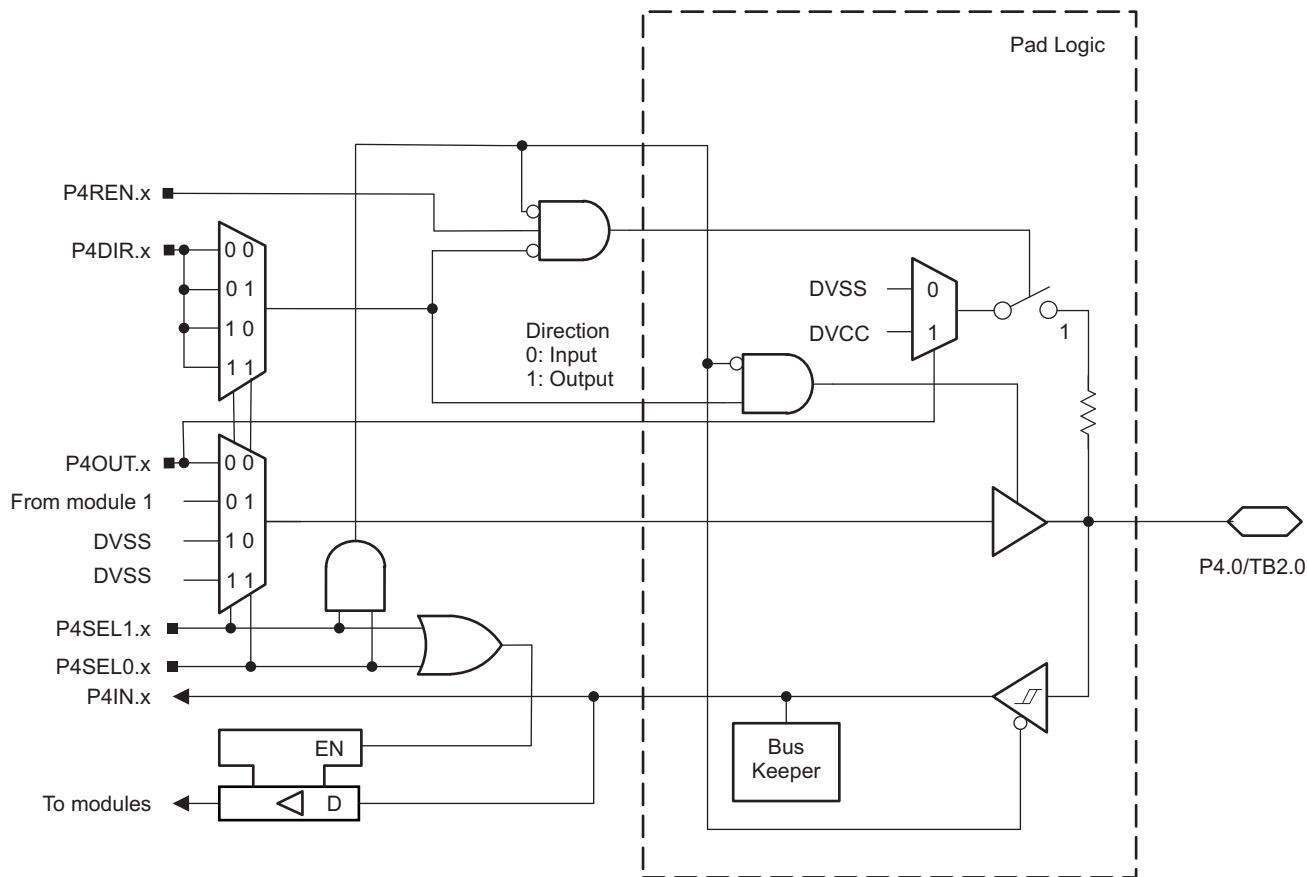 Pad Logic
P4REN.x
P4DIR.x
0 0
0 1
1 0
1 1
Direction
0: Input
1: Output
DVSS
0
DVCC
1
1
P4OUT.x
0 0
From module 1
0 1
DVSS
1 0
DVSS
1 1
P4.0/TB2.0
P4SEL1.x
P4SEL0.x
P4IN.x
Bus
Keeper
EN
To modules
D